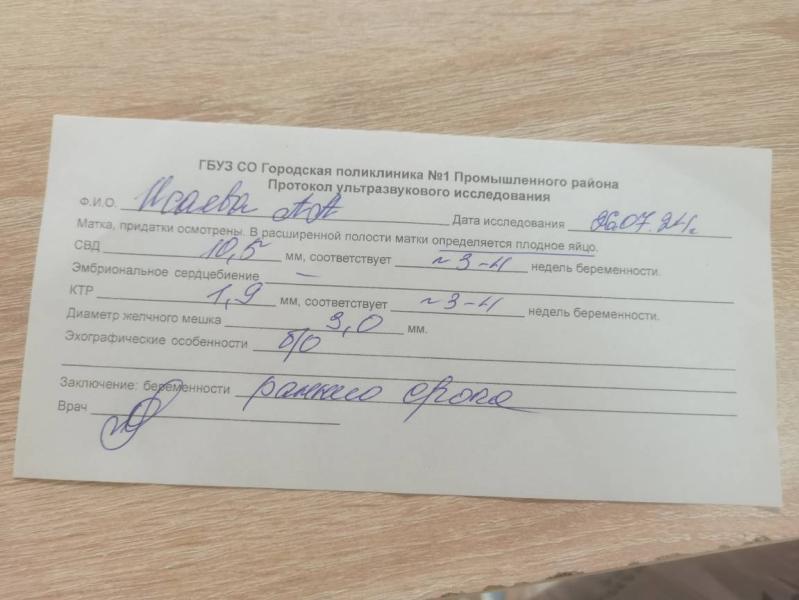 ГБУЗ СО Городская поликлиника №1 Промышленного района
Протокол ультразвукового исследования
Ф.И.О. Исаева А А Дата исследования 26.07.24г.
Матка, придатки осмотрены. В расширенной полости матки определяется плодное яйцо.
СВД 10,5 мм, соответствует ~ 3-4 недель беременности.
Эмбриональное сердцебиение —
КТР 1,9 мм, соответствует ~ 3-4 недель беременности.
Диаметр желчного мешка 3,0 мм.
Эхографические особенности б/о
Заключение: беременности раннего срока
Врач